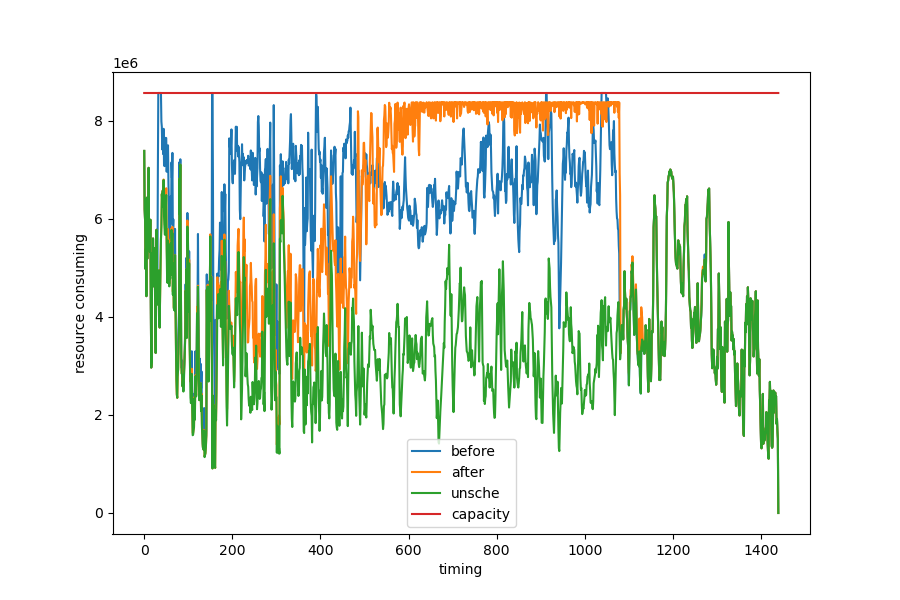 1e6
8
6
4
2
0
resource consuming
before
after
unsche
capacity
0 200 400 600 800 1000 1200 1400
timing